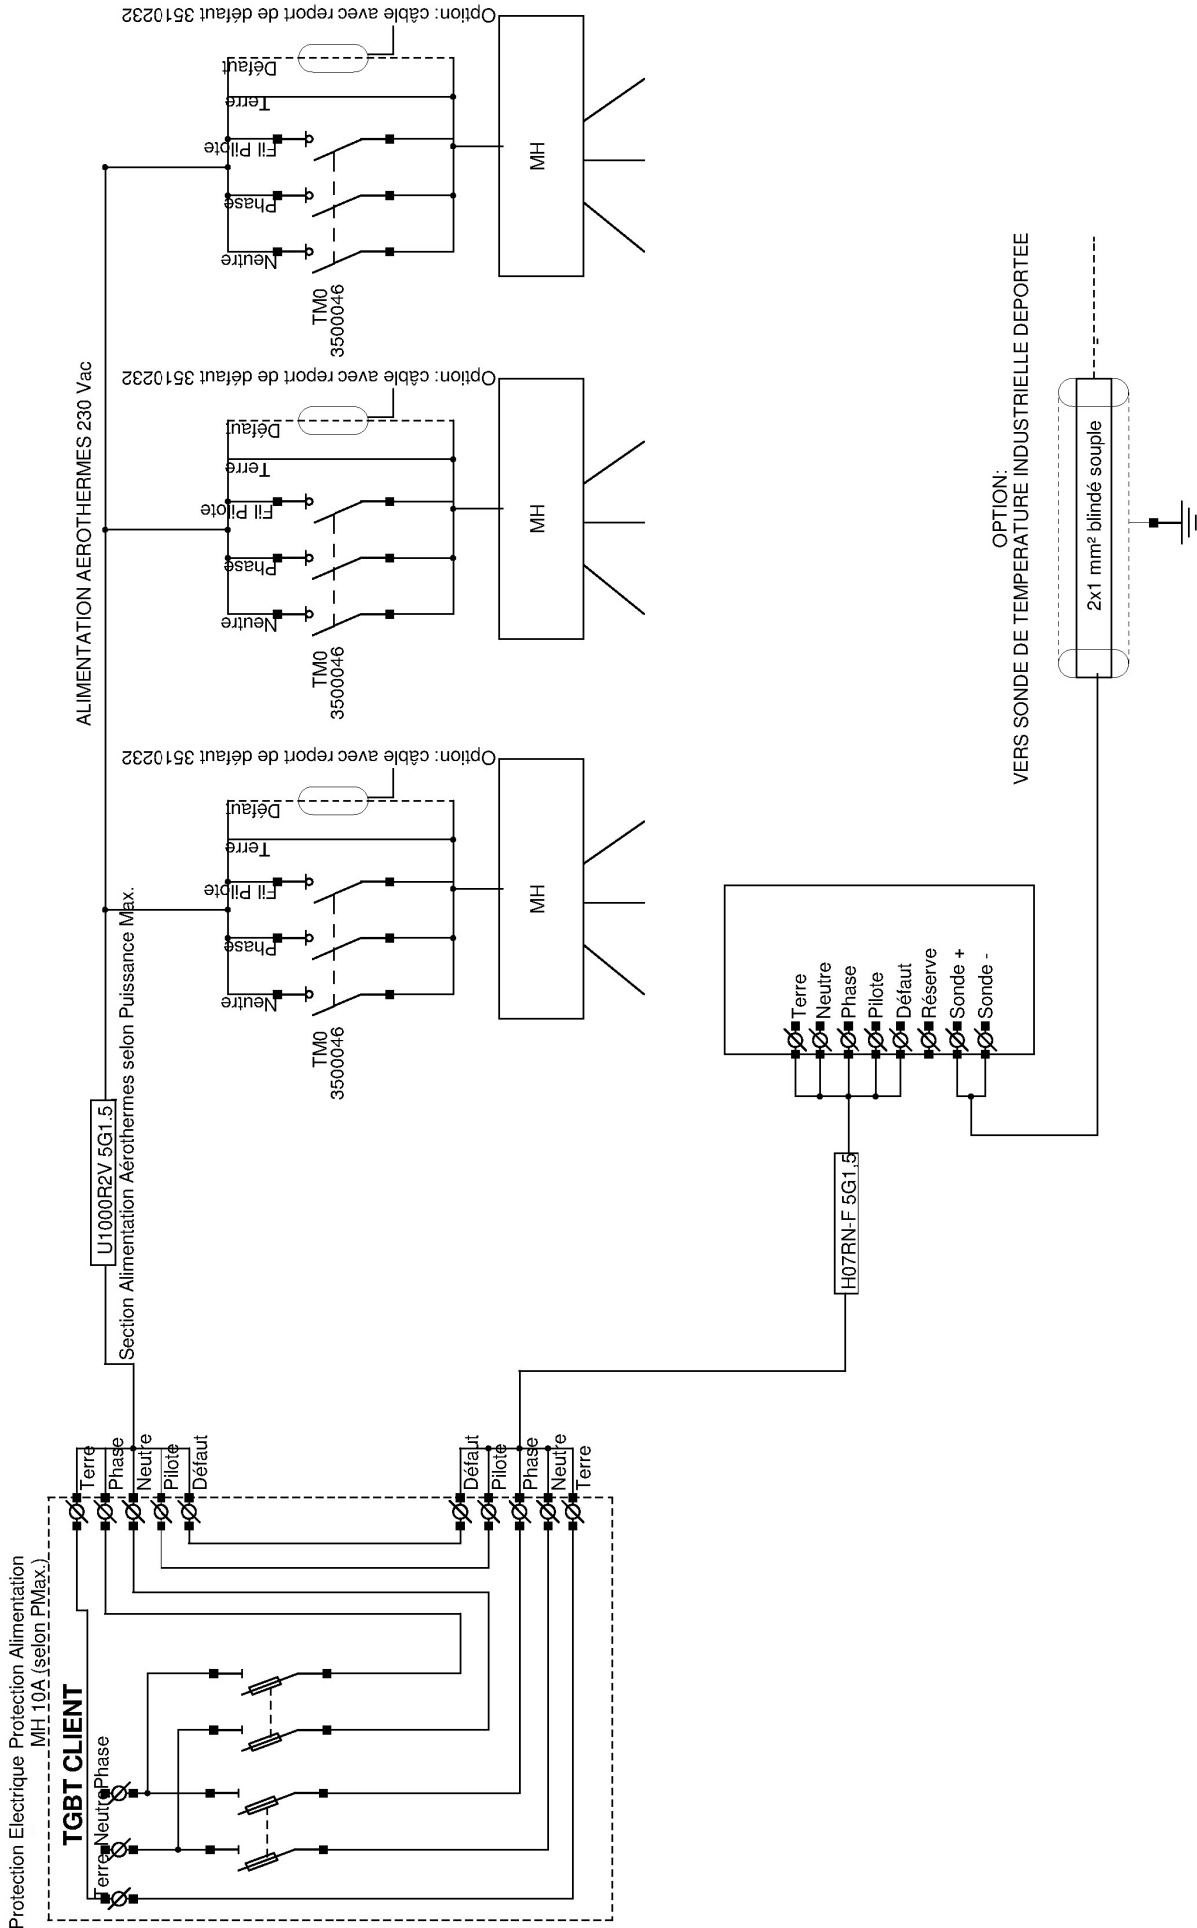 Protection Electrique Protection Alimentation
MH 10A (selon PMax.)
TGBT CLIENT
Terre
Neutre
Phase
Terre
Phase
Neutre
Pilote
Défaut
Défaut
Pilote
Phase
Neutre
Terre
U1000R2V 5G1.5
Section Alimentation Aérothermes selon Puissance Max.
ALIMENTATION AEROTHERMES 230 Vac
Option: câble avec report de défaut 3510232
Défaut
Terre
Fil Pilote
Phase
Neutre
TM0
3500046
MH
Option: câble avec report de défaut 3510232
Défaut
Terre
Fil Pilote
Phase
Neutre
TM0
3500046
MH
Option: câble avec report de défaut 3510232
Défaut
Terre
Fil Pilote
Phase
Neutre
TM0
3500046
MH
H07RN-F 5G1,5
Terre
Neutre
Phase
Pilote
Défaut
Réserve
Sonde +
Sonde -
OPTION:
VERS SONDE DE TEMPERATURE INDUSTRIELLE DEPORTEE
2x1 mm² blindé souple